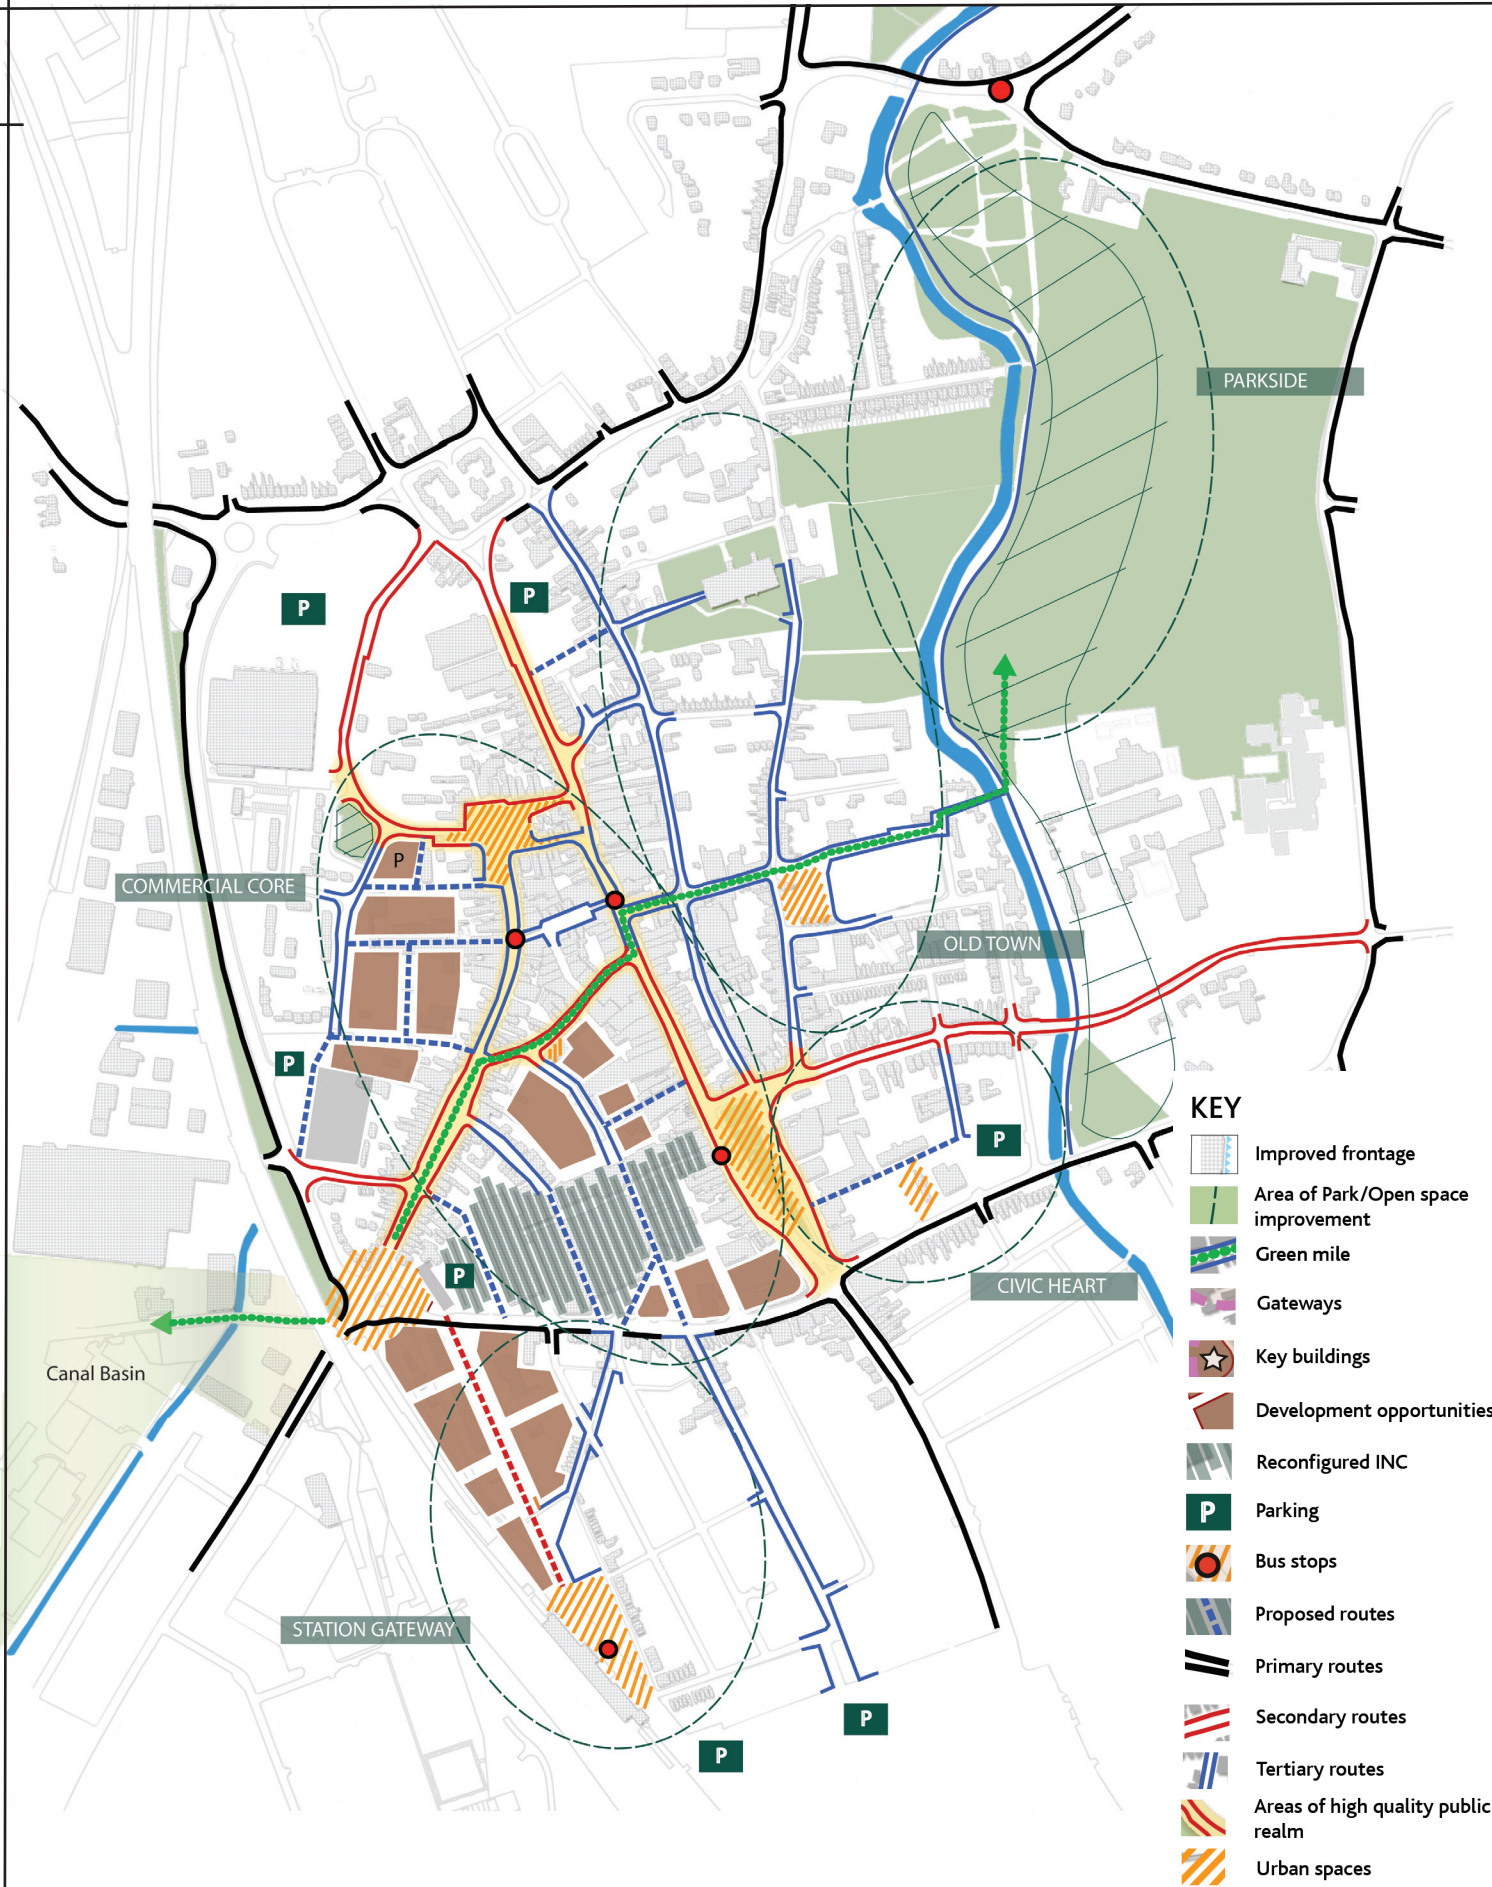 PARKSIDE
P
P
P
COMMERCIAL CORE
OLD TOWN
P
P
P
CIVIC HEART
Canal Basin
STATION GATEWAY
P
P
KEY
Improved frontage
Area of Park/Open space
improvement
Green mile
Gateways
Key buildings
Development opportunities
Reconfigured INC
P
Parking
Bus stops
Proposed routes
Primary routes
Secondary routes
Tertiary routes
Areas of high quality public
realm
Urban spaces